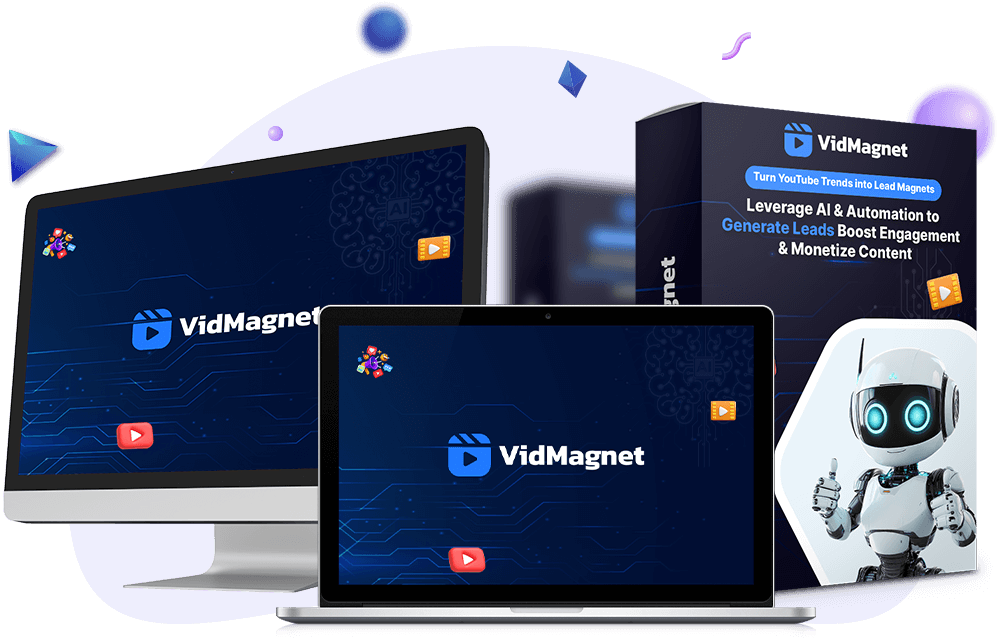 VidMagnet
VidMagnet
VidMagnet
Turn YouTube Trends into Lead Magnets
Leverage AI & Automation to
Generate Leads Boost Engagement
& Monetize Content
AI